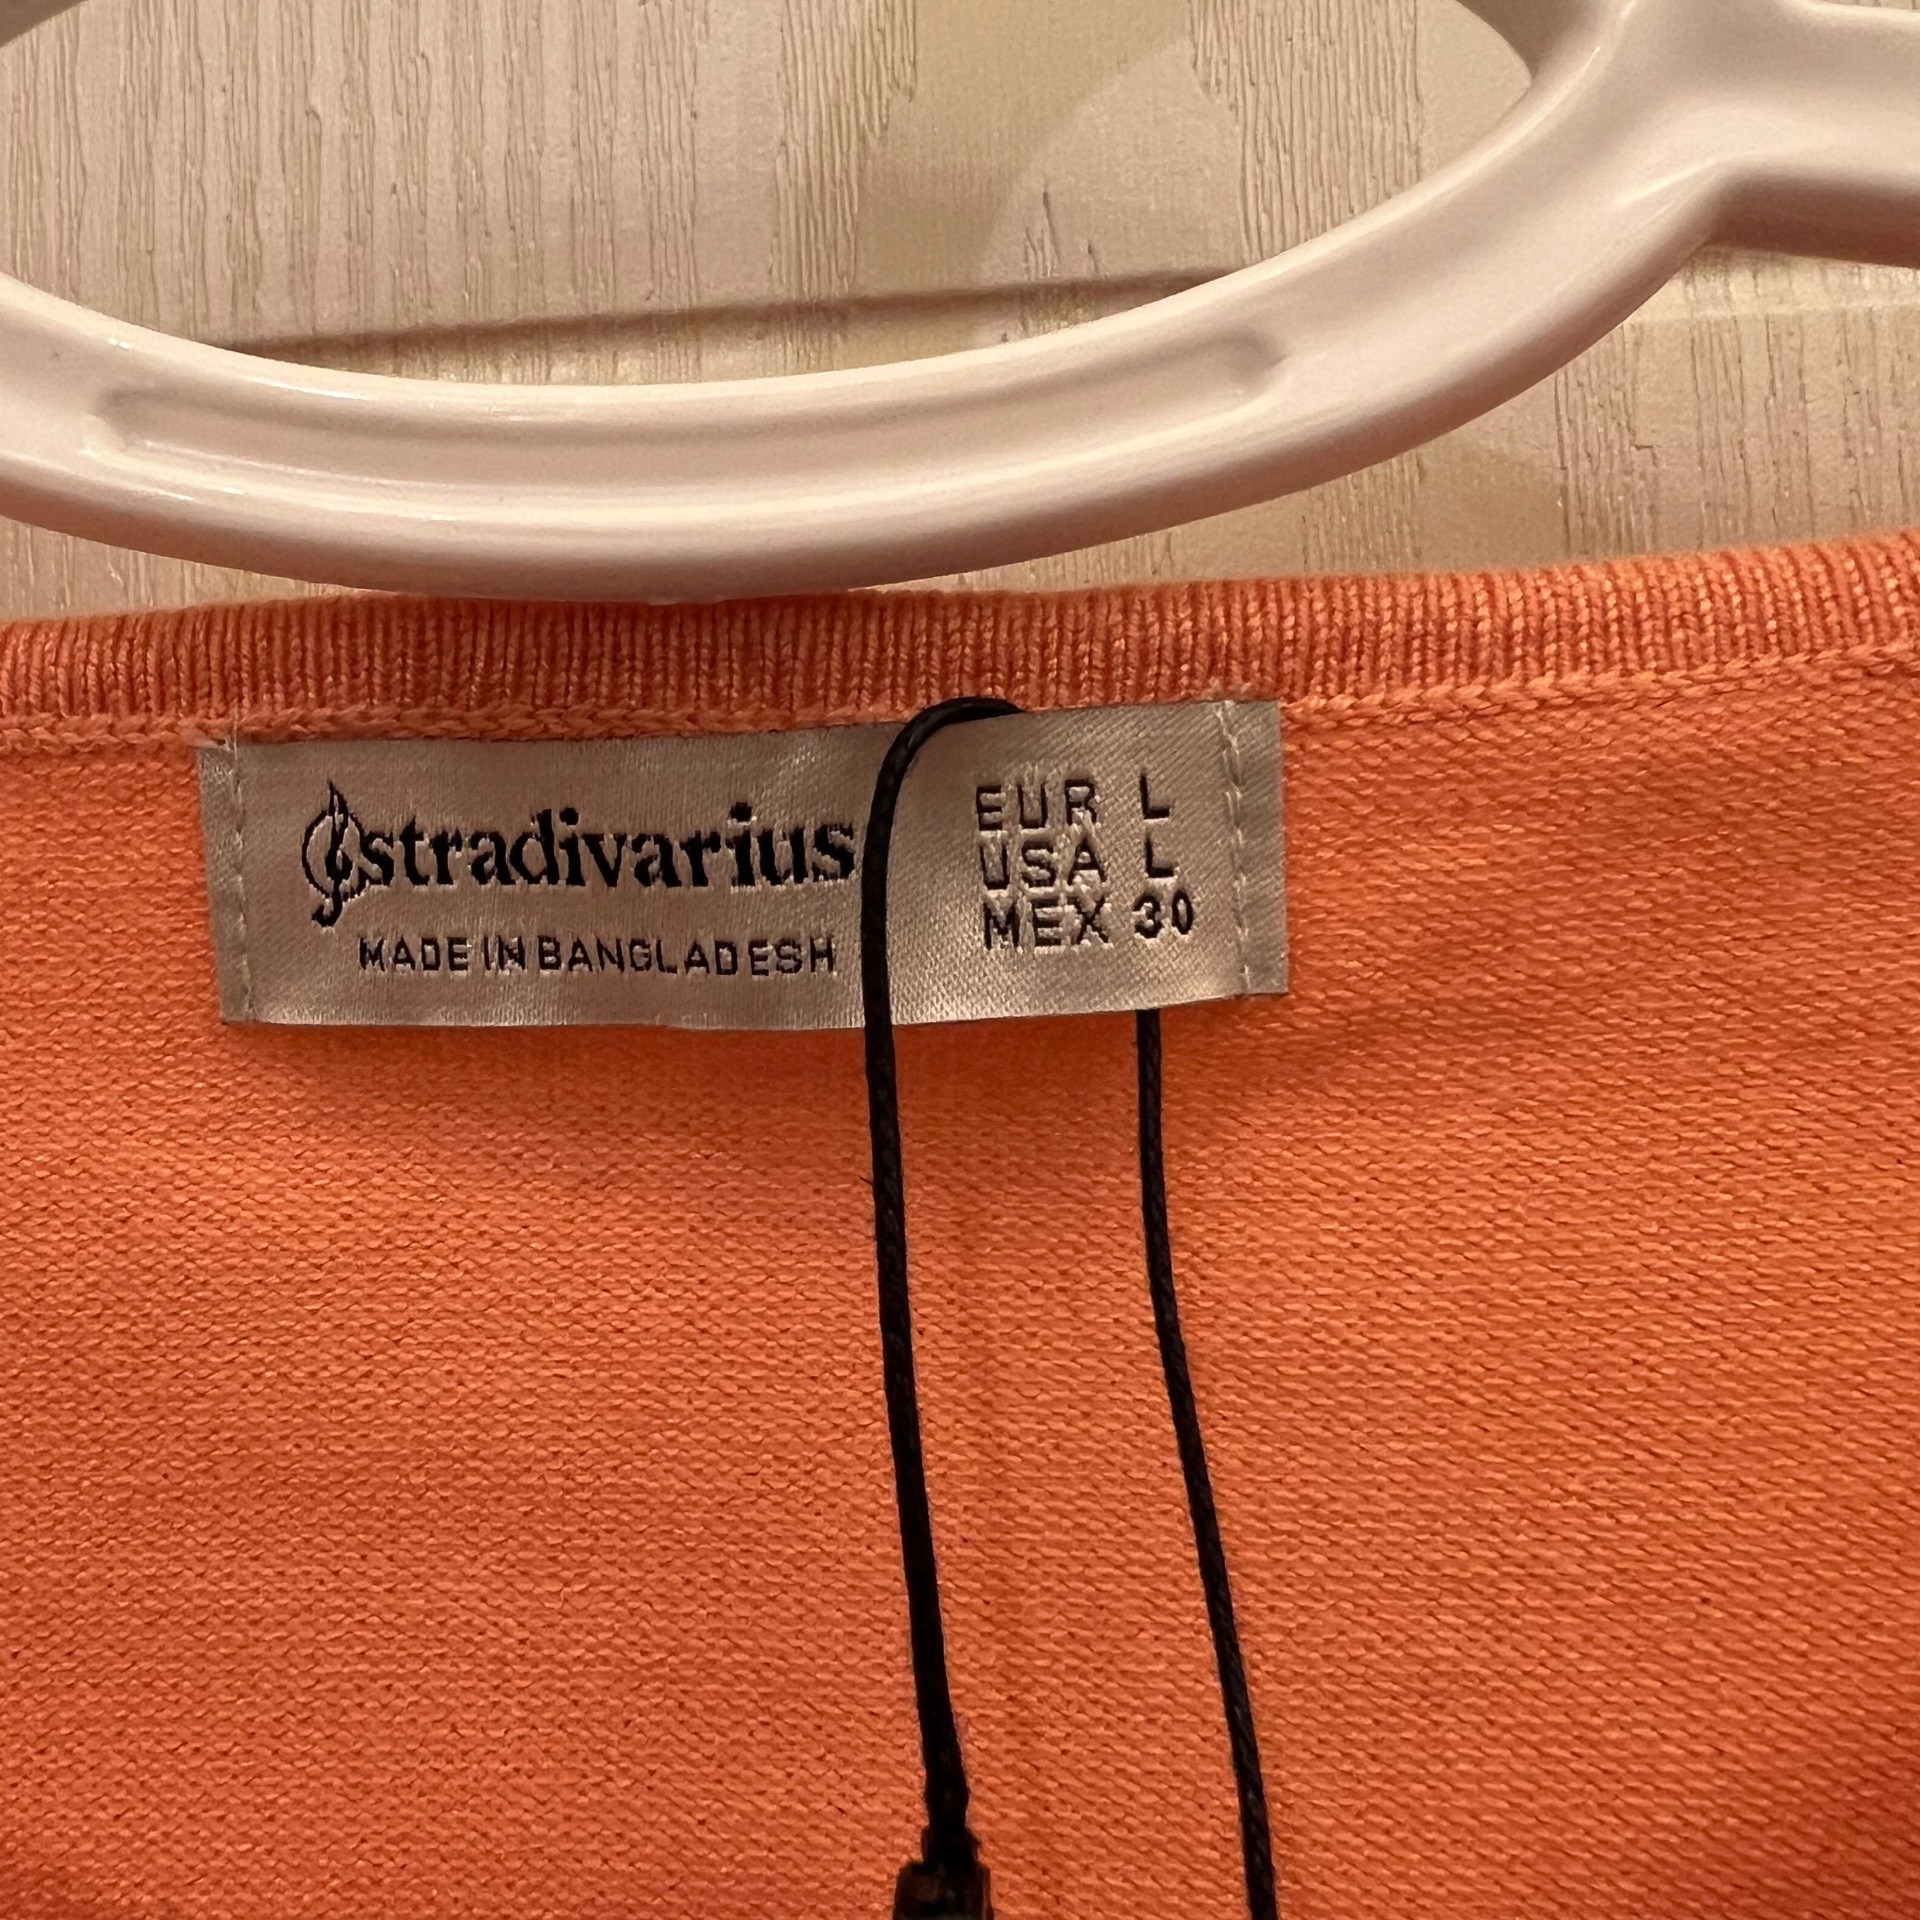 stradivarius
MADE IN BANGLADESH
EUR L
USA L
MEX 30